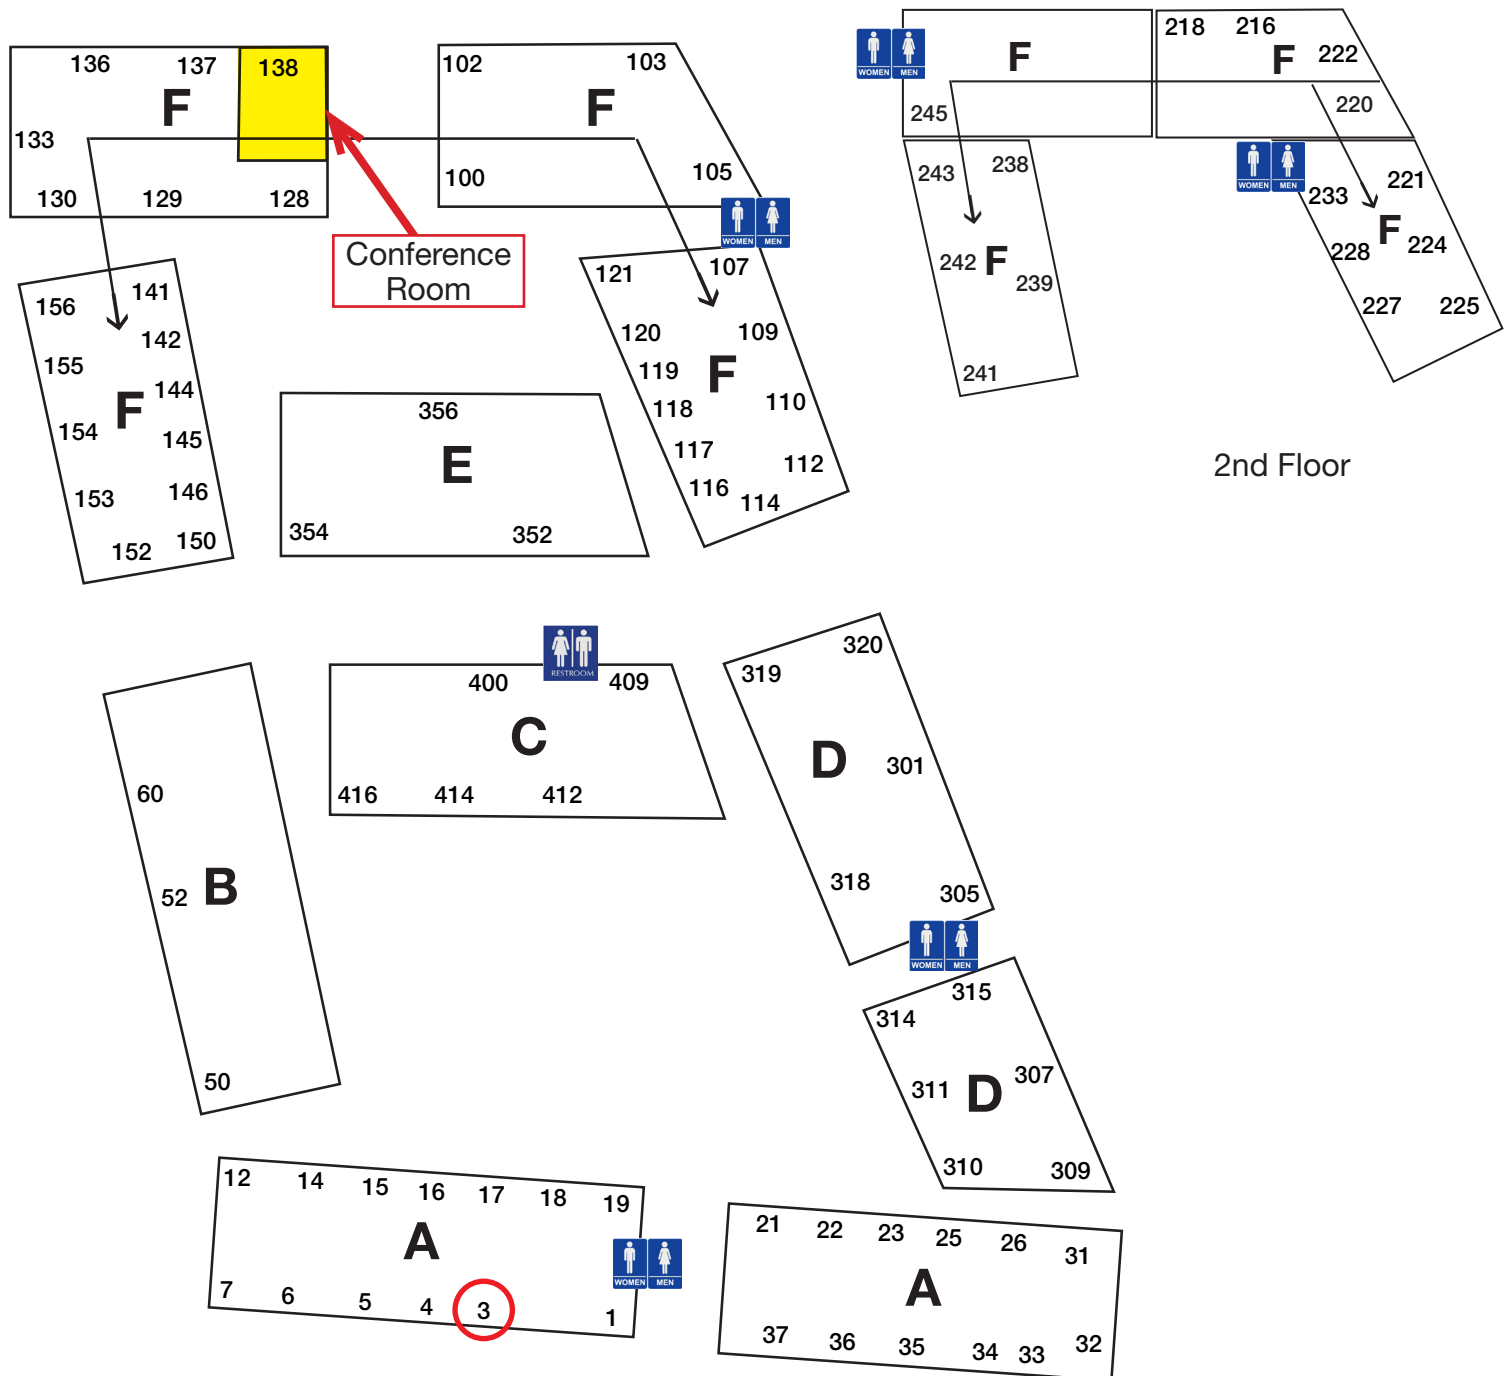 136 137 138
F
133
130 129 128
102 103
F
100 105
WOMEN MEN
Conference
Room
156 141
142
155
144
F
154 145
153 146
152 150
121 107
120 109
119
F
118 110
117
112
116
114
356
E
354 352
WOMEN MEN
F
245
218 216
F 222
220
243 238
242 F
239
241
WOMEN MEN
221
233
F
228 224
227 225
2nd Floor
RESTROOM
400 409
C
416 414 412
320
319
D 301
318 305
WOMEN MEN
315
314
307
311 D
310 309
60
52 B
50
12 14 15 16 17 18 19
A
7 6 5 4 3 1
WOMEN MEN
21 22 23 25 26 31
A
37 36 35 34 33 32